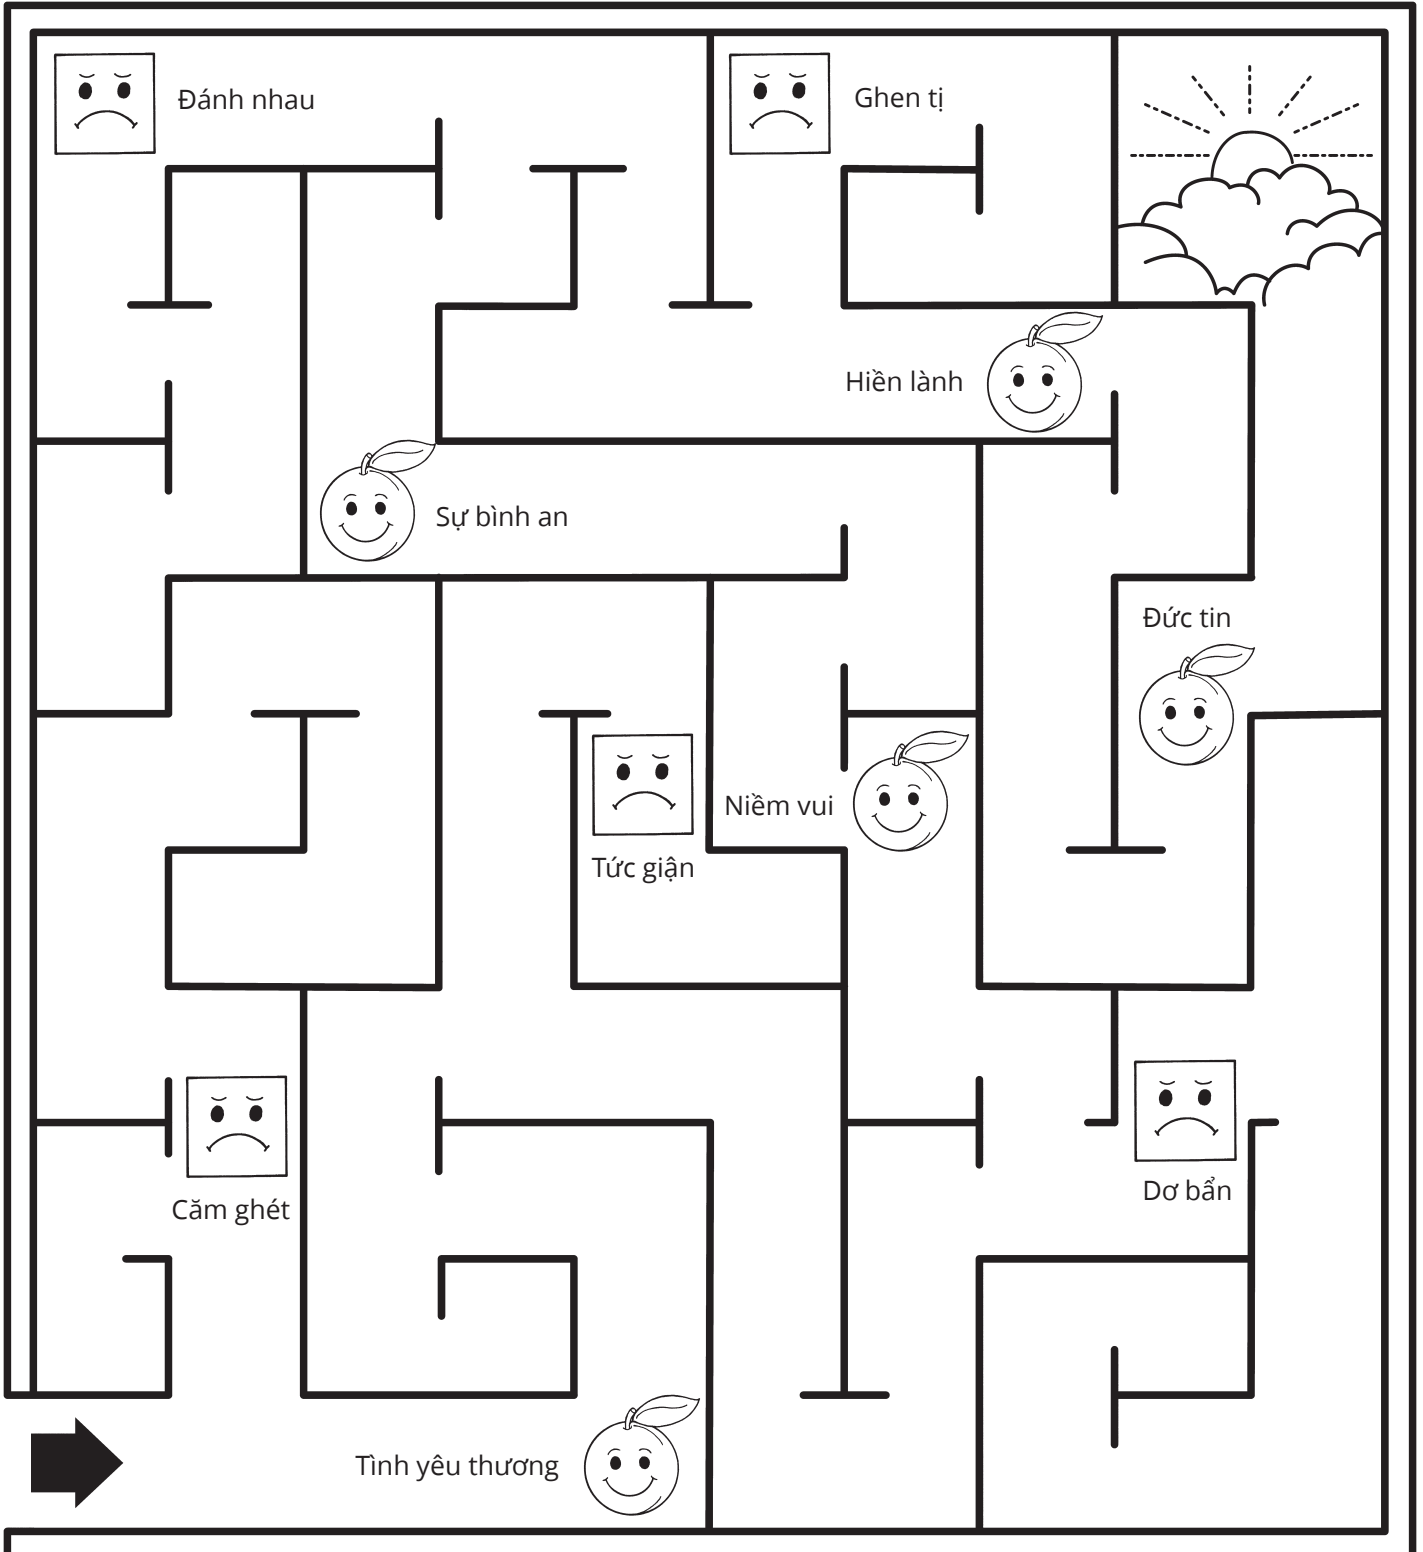 Đánh nhau
Ghen tị
Hiền lành
Sự bình an
Đức tin
Niềm vui
Tức giận
Dơ bẩn
Căm ghét
Tình yêu thương